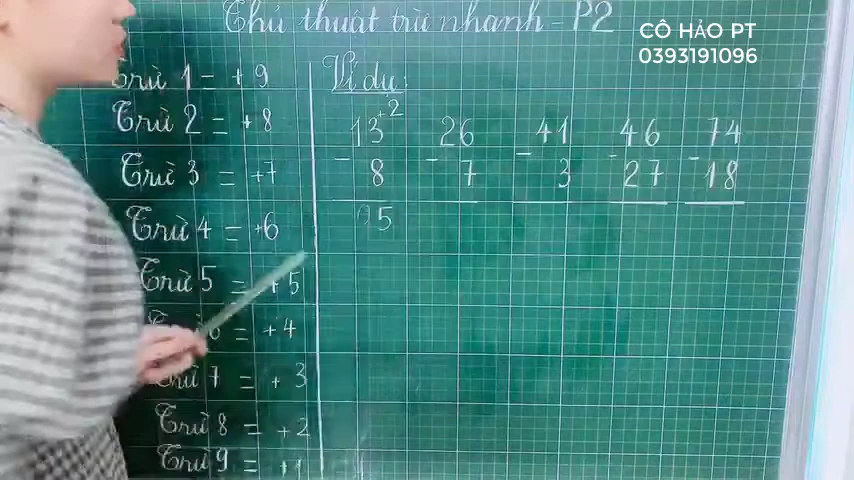 Thủ thuật trừ nhanh - P2
CÔ HẢO PT
0393191096
Trừ 1 = +9
Trừ 2 = +8
Trừ 3 = +7
Trừ 4 = +6
Trừ 5 = +5
6 = +4
Trừ 7 = +3
Trừ 8 = +2
Trừ 9 = +1
Ví dụ:
+2
13 26 41 46 74
- 8 - 7 - 3 - 27 - 18
05